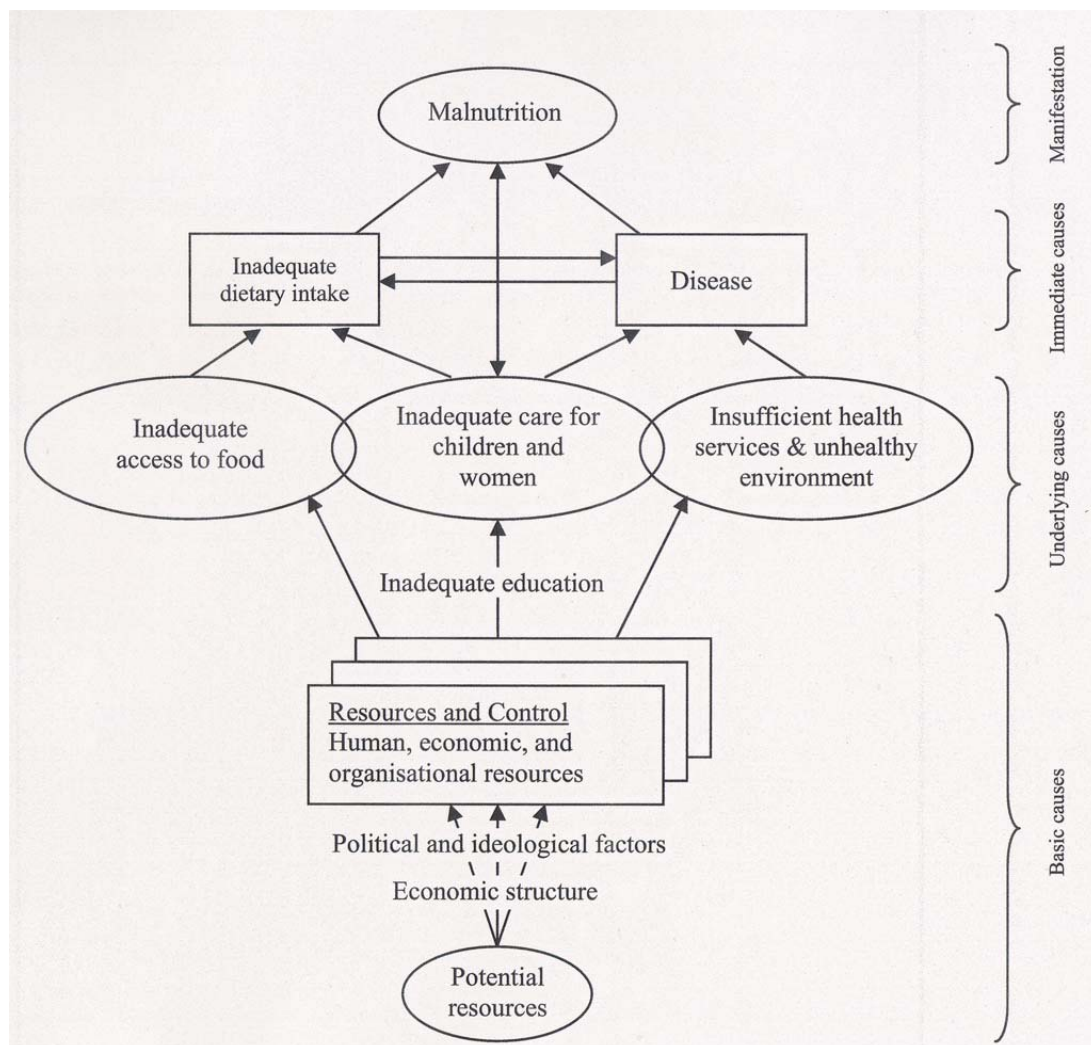 Malnutrition
Manifestation
Inadequate
dietary intake
Disease
Immediate causes
Inadequate
access to food
Inadequate care for
children and
women
Insufficient health
services & unhealthy
environment
Underlying causes
Inadequate education
Resources and Control
Human, economic, and
organisational resources
Political and ideological factors
Economic structure
Basic causes
Potential
resources